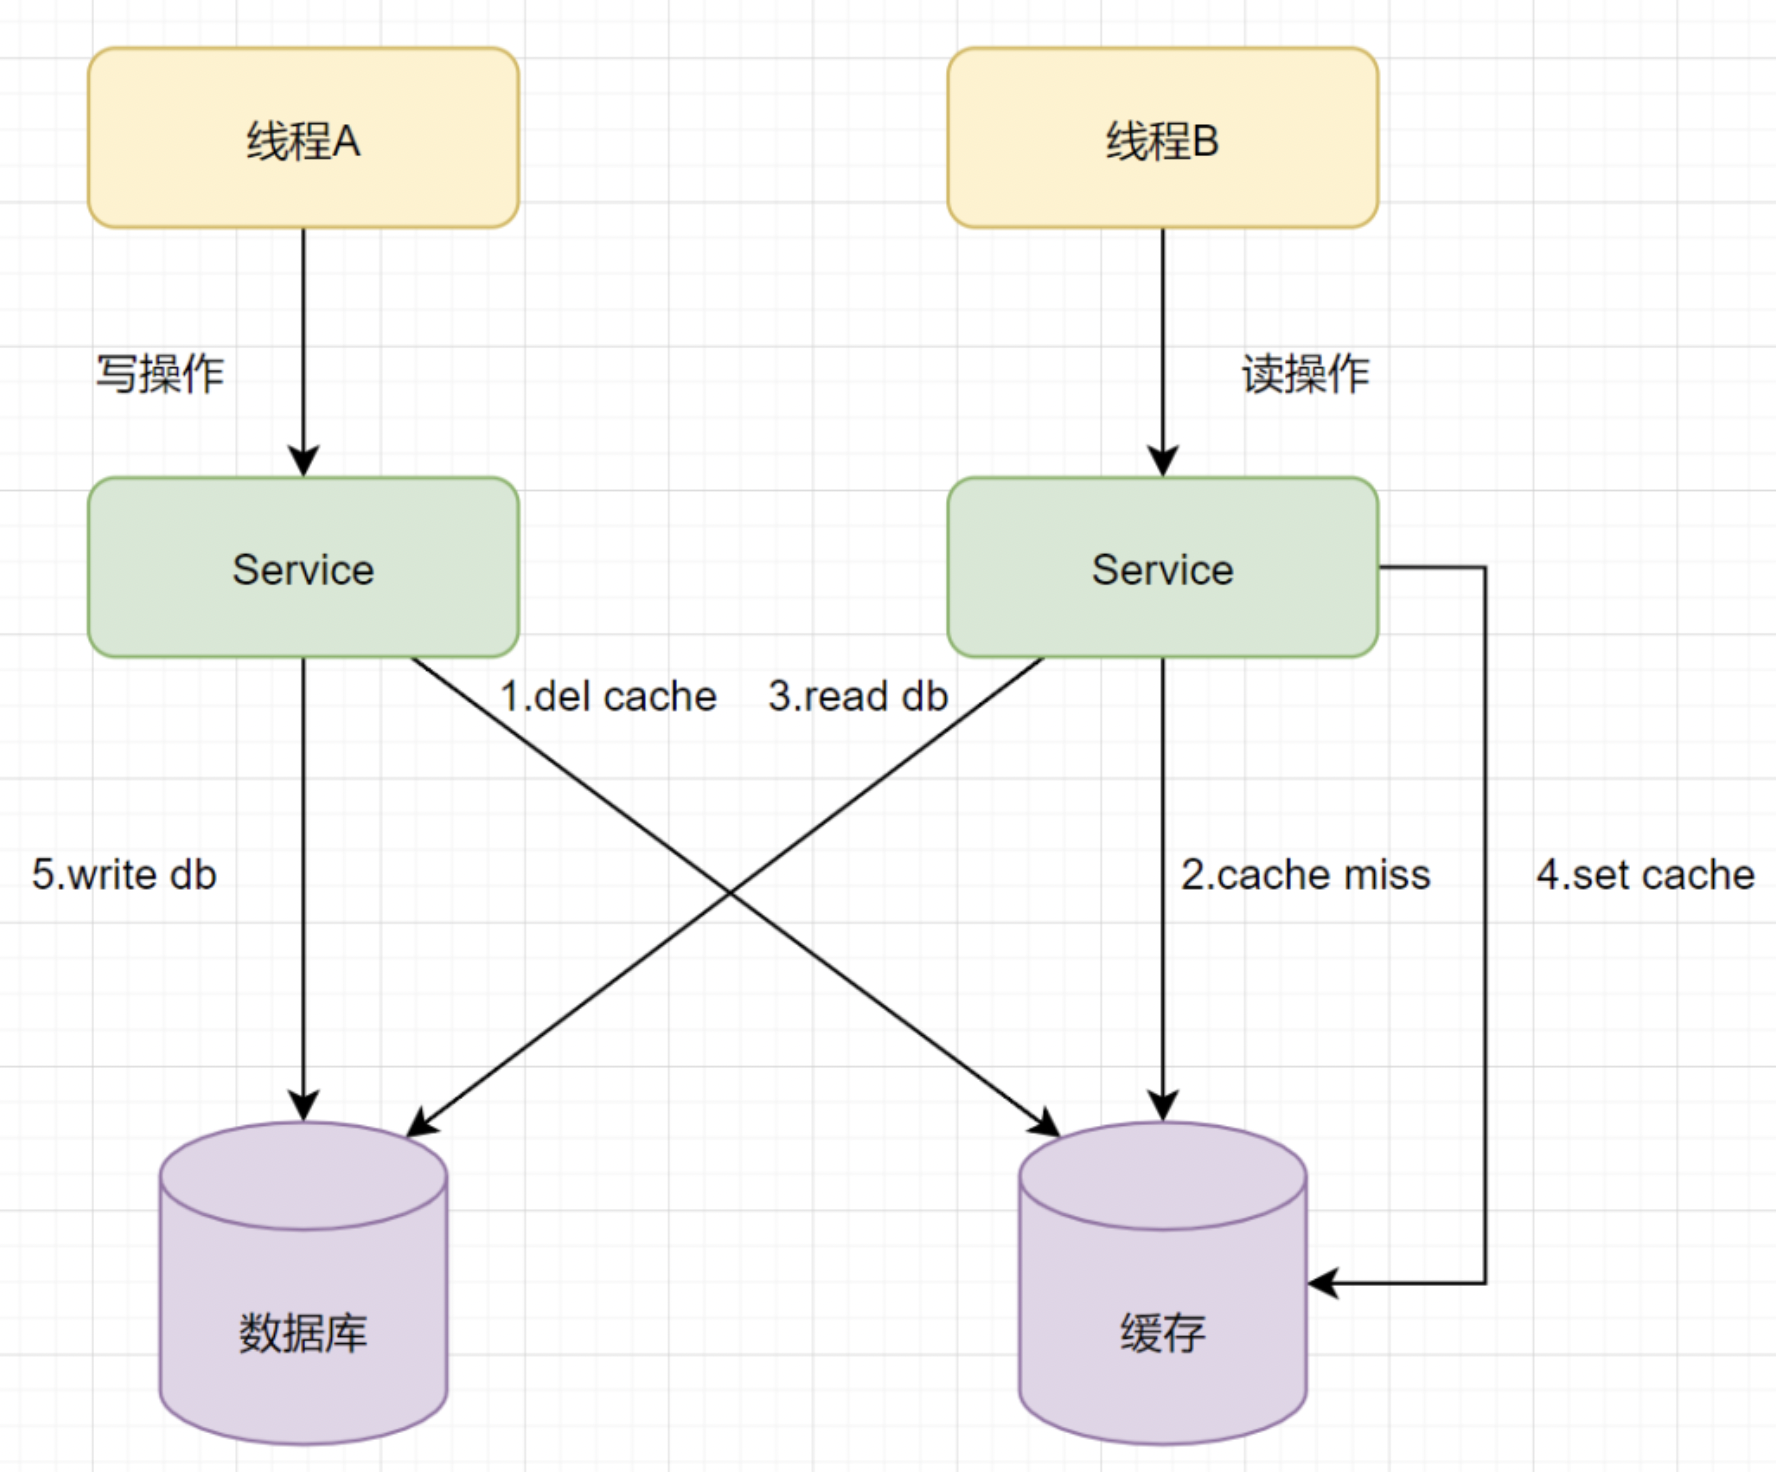 线程A
线程B
写操作
读操作
Service
Service
1.del cache
3.read db
5.write db
2.cache miss
4.set cache
数据库
缓存